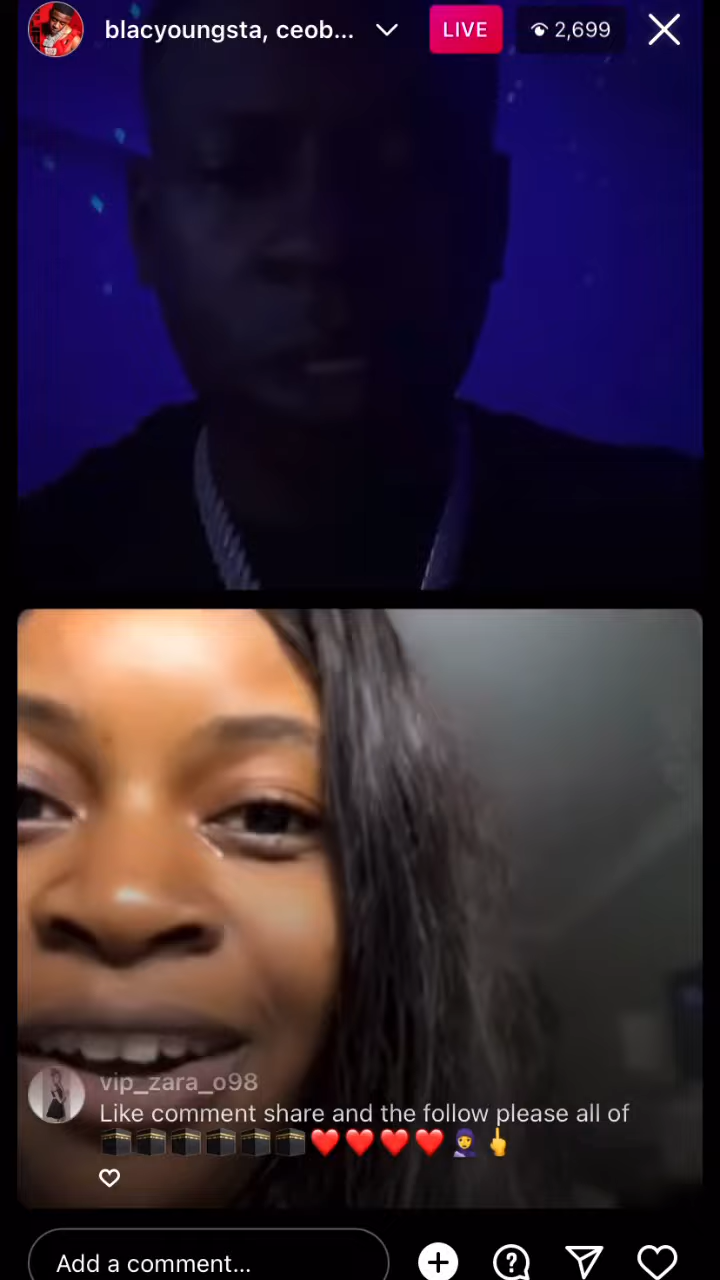 blacyoungsta, ceob...
LIVE
2,699
vip_zara_o98
Like comment share and the follow please all of
🕋🕋🕋🕋🕋🕋❤️❤️❤️❤️🧕🖕
Add a comment...